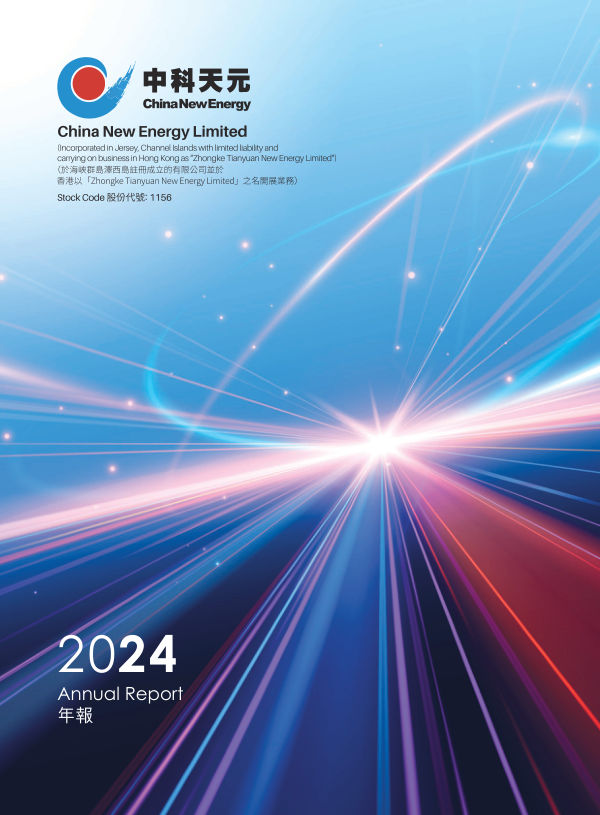 中科天元
China New Energy
China New Energy Limited
(Incorporated in Jersey, Channel Islands with limited liability and
carrying on business in Hong Kong as "Zhongke Tianyuan New Energy Limited")
(於海峽群島澤西島註冊成立的有限公司並於
香港以「Zhongke Tianyuan New Energy Limited」之名開展業務)
Stock Code 股份代號: 1156
2024
Annual Report
年報